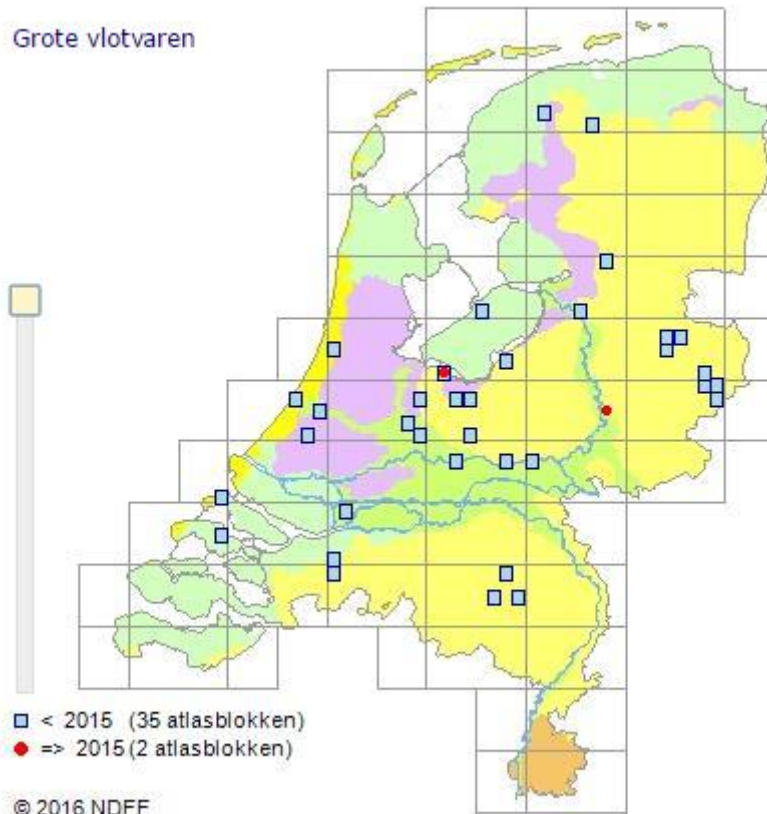 Grote vlotvaren
< 2015 (35 atlasblokken)
=> 2015 (2 atlasblokken)
© 2016 NDFF